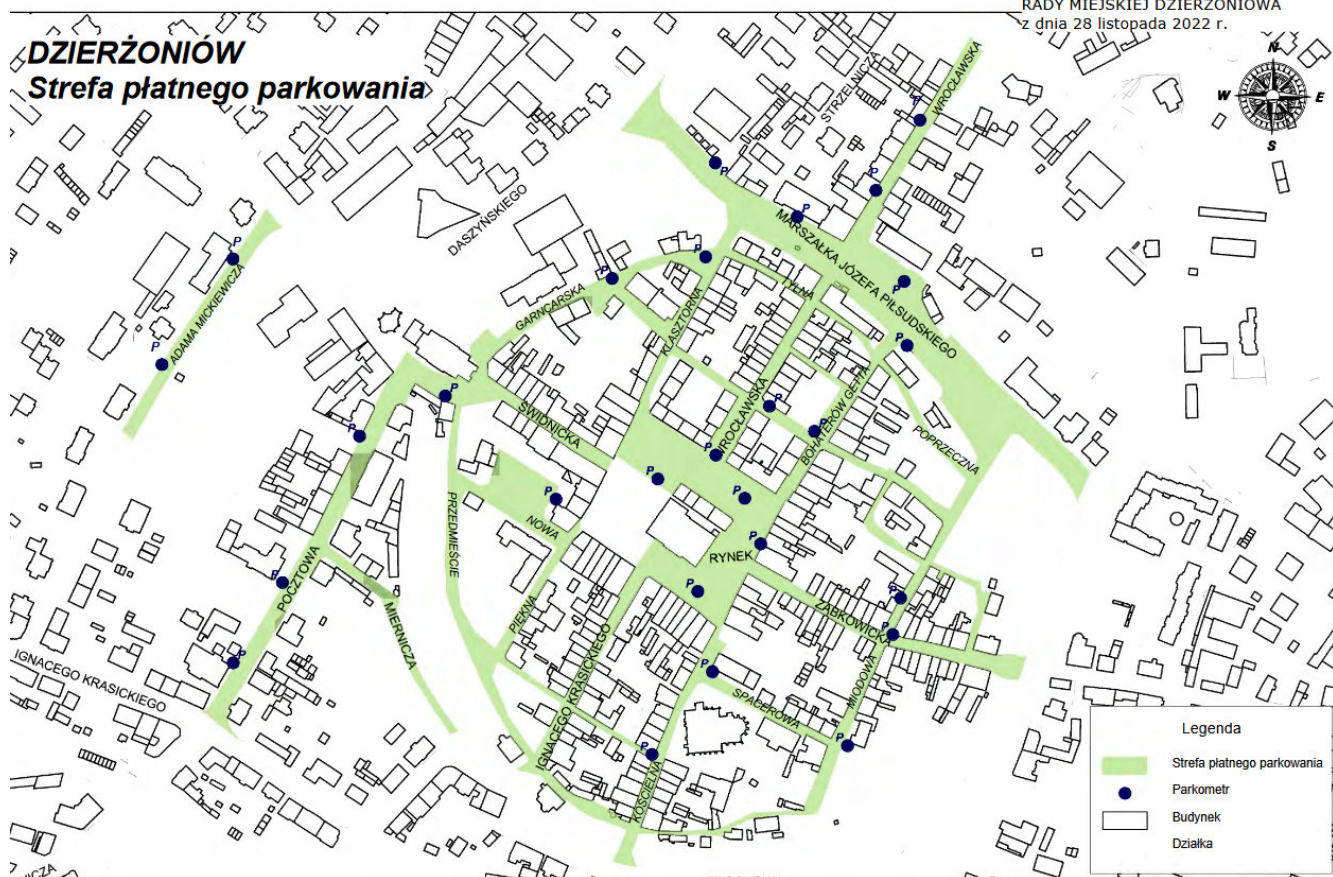 RADY MIEJSKIEJ DZIERŻONIOWA
z dnia 28 listopada 2022 r.
DZIERŻONIÓW
Strefa płatnego parkowania
N
W
E
S
STRZELNICZA
WROCŁAWSKA
P
P
P
P
DASZYŃSKIEGO
MARSZAŁKA JÓZEFA PIŁSUDSKIEGO
P
P
P
ADAMA MICKIEWICZA
P
P
GARNCARSKA
KLASZTORNA
TYLNA
P
P
ŚWIDNICKA
WROCŁAWSKA
P
P
BOHATERÓW GETTA
POPRZECZNA
P
P
NOWA
PRZEDMIEŚCIE
P
RYNEK
P
P
POCZTOWA
MIERNICZA
PIĘKNA
ZĄBKOWICKA
P
P
IGNACEGO KRASICKIEGO
P
IGNACEGO KRASICKIEGO
SPACEROWA
MIODOWA
KOŚCIELNA
Legenda
Strefa płatnego parkowania
Parkometr
Budynek
Działka